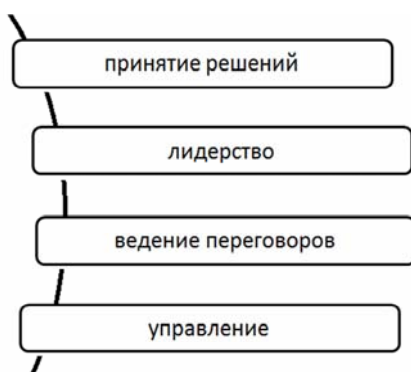 принятие решений
лидерство
ведение переговоров
управление